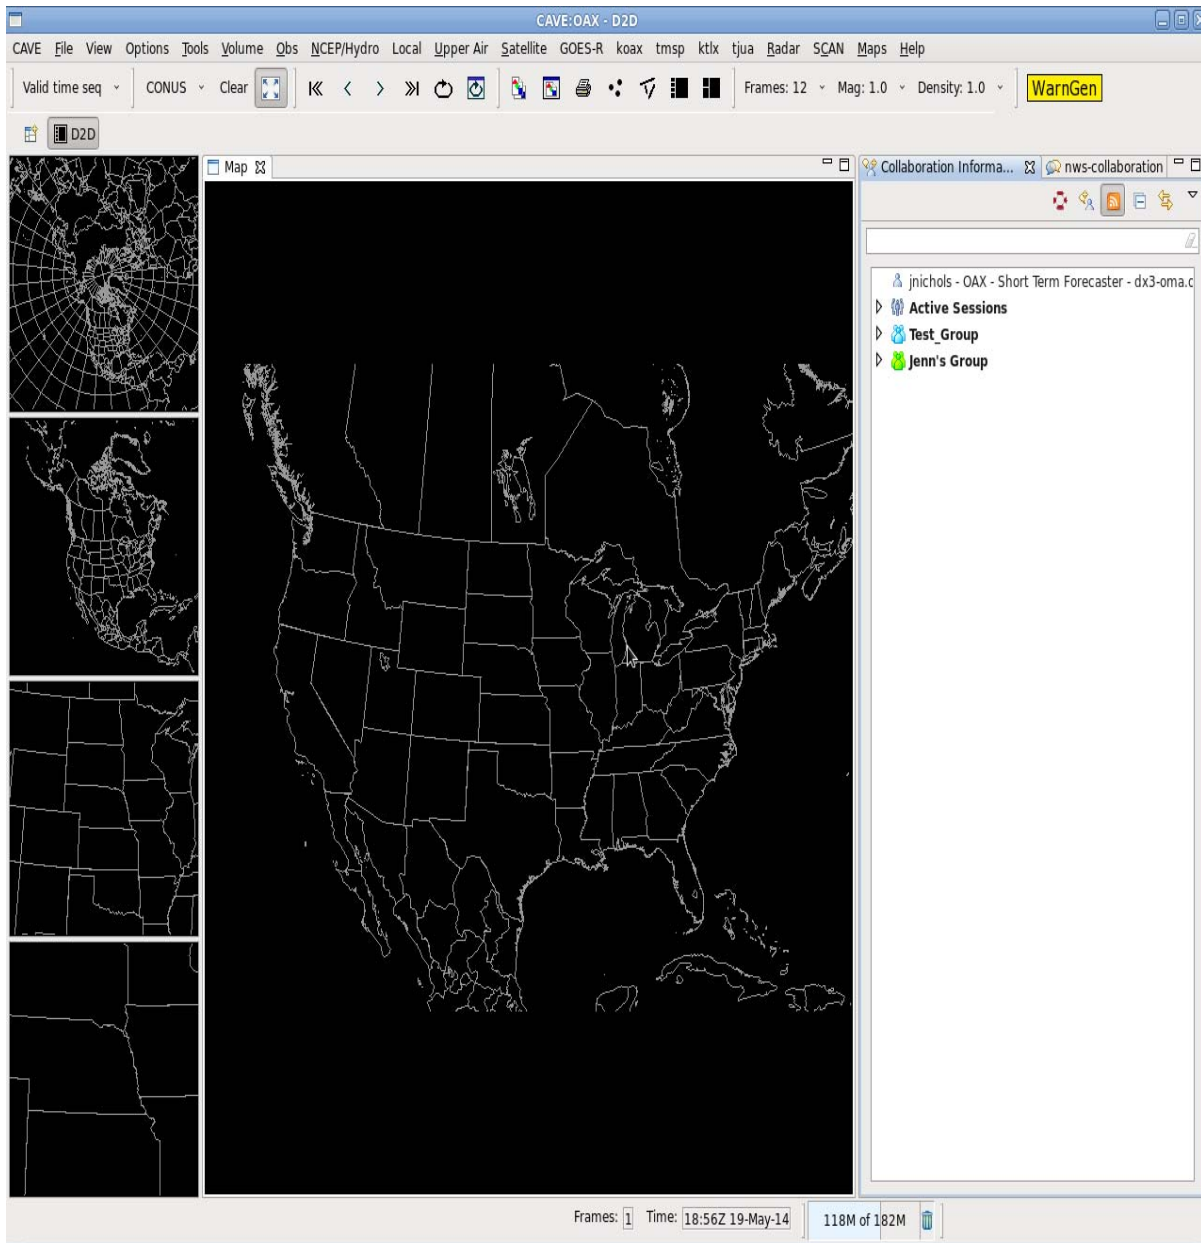 CAVE:OAX - D2D
CAVE File View Options Tools Volume Obs NCEP/Hydro Local Upper Air Satellite GOES-R koax tmsp ktlx tjua Radar SCAN Maps Help
Valid time seq CONUS Clear Frames: 12 Mag: 1.0 Density: 1.0 WarnGen
D2D
Map
Collaboration Informa... nws-collaboration
jnichols - OAX - Short Term Forecaster - dx3-oma.c
Active Sessions
Test_Group
Jenn's Group
Frames: 1 Time: 18:56Z 19-May-14 118M of 182M